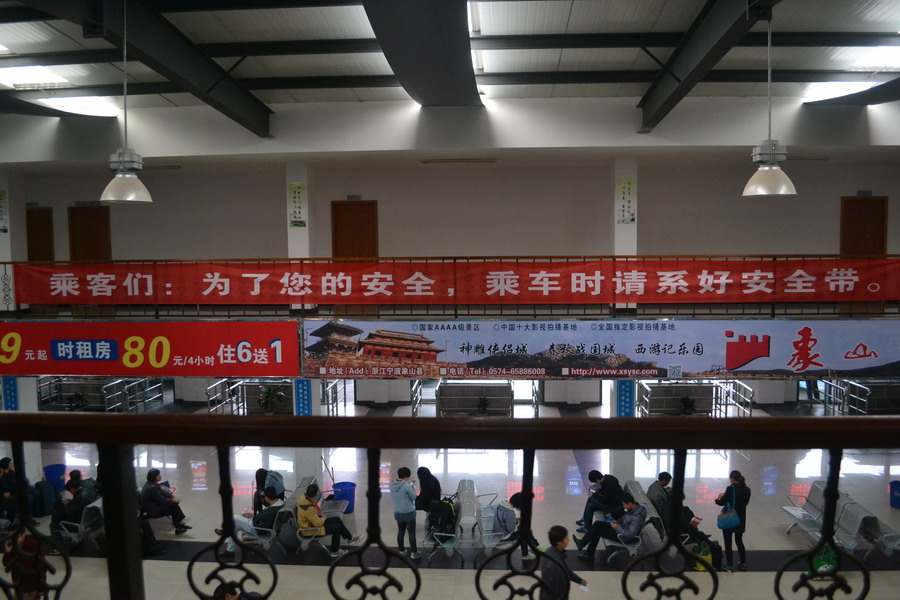 乘客们：为了您的安全，乘车时请系好安全带。
9元起 时租房 80元/4小时 住6送1
◎国家AAAA级景区 ◎中国十大影视拍摄基地 ◎全国指定影视拍摄基地
神雕侠侣城 春秋战国城 西游记乐园
■地址（Add）：浙江宁波象山县 ■电话（Tel）0574-65886008 ■http://www.xsysc.com
象山